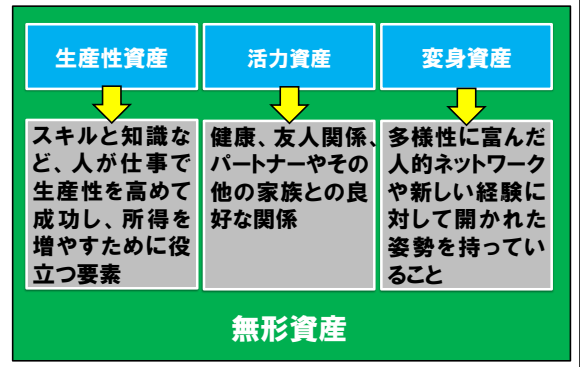 生産性資産
活力資産
変身資産
スキルと知識な
ど、人が仕事で
生産性を高めて
成功し、所得を
増やすために役
立つ要素
健康、友人関係、
パートナーやその
他の家族との良
好な関係
多様性に富んだ
人的ネットワーク
や新しい経験に
対して開かれた
姿勢を持ってい
ること
無形資産